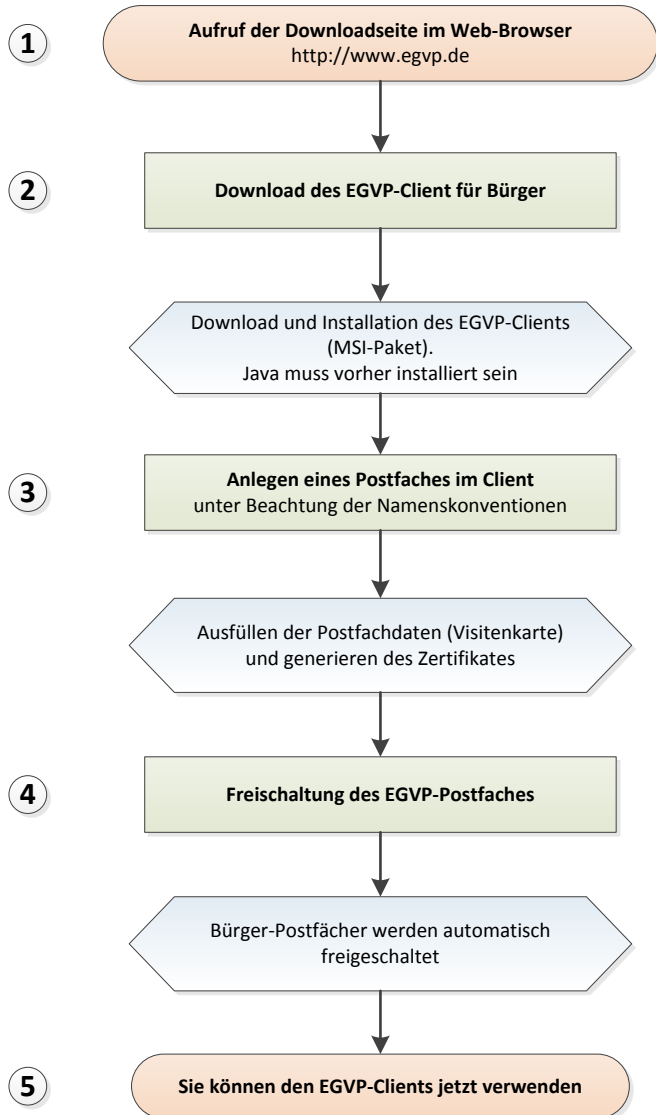 1
Aufruf der Downloadseite im Web-Browser
http://www.egvp.de
2
Download des EGVP-Client für Bürger
Download und Installation des EGVP-Clients
(MSI-Paket).
Java muss vorher installiert sein
3
Anlegen eines Postfaches im Client
unter Beachtung der Namenskonventionen
Ausfüllen der Postfachdaten (Visitenkarte)
und generieren des Zertifikates
4
Freischaltung des EGVP-Postfaches
Bürger-Postfächer werden automatisch
freigeschaltet
5
Sie können den EGVP-Clients jetzt verwenden